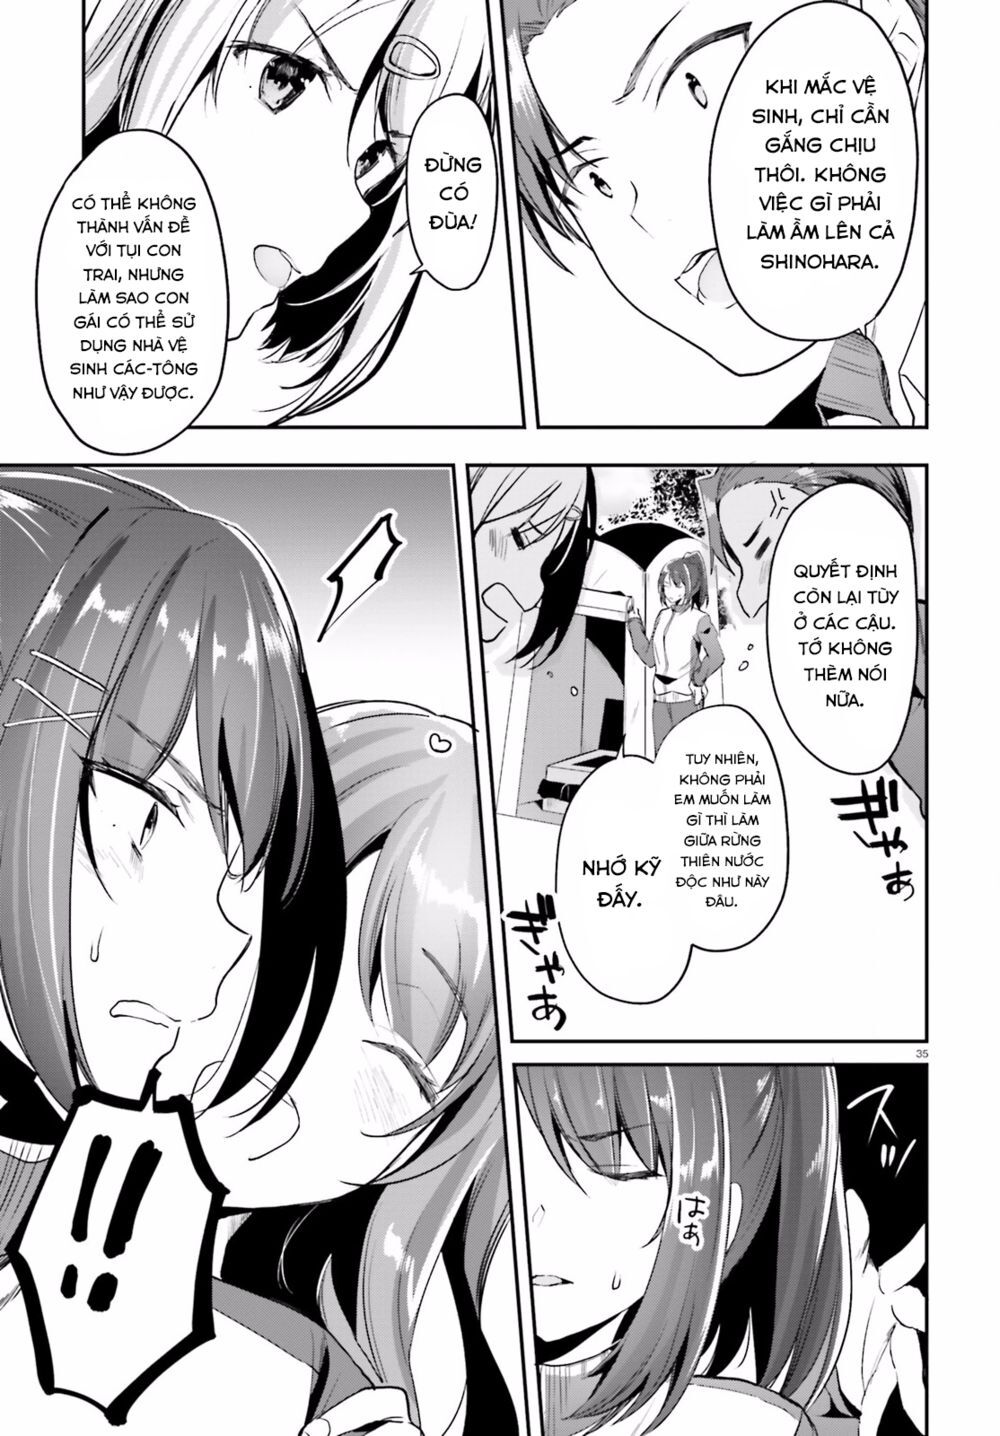 KHI MẮC VỆ
SINH, CHỈ CẦN
GẮNG CHỊU
THÔI. KHÔNG
VIỆC GÌ PHẢI
LÀM ẦM LÊN CẢ
SHINOHARA.
ĐỪNG
CÓ
ĐÙA!
CÓ THỂ KHÔNG
THÀNH VẤN ĐỀ
VỚI TỤI CON
TRAI, NHƯNG
LÀM SAO CON
GÁI CÓ THỂ SỬ
DỤNG NHÀ VỆ
SINH CÁC-TÔNG
NHƯ VẬY ĐƯỢC.
QUYẾT ĐỊNH
CÒN LẠI TÙY
Ở CÁC CẬU.
TỚ KHÔNG
THÈM NÓI
NỮA.
ギャあ
TUY NHIÊN,
KHÔNG PHẢI
EM MUỐN LÀM
GÌ THÌ LÀM
GIỮA RỪNG
THIÊN NƯỚC
ĐỘC NHƯ NÀY
ĐÂU.
NHỚ KỸ
ĐẤY.
ギャあ
35
ズッ
はぁ
!!